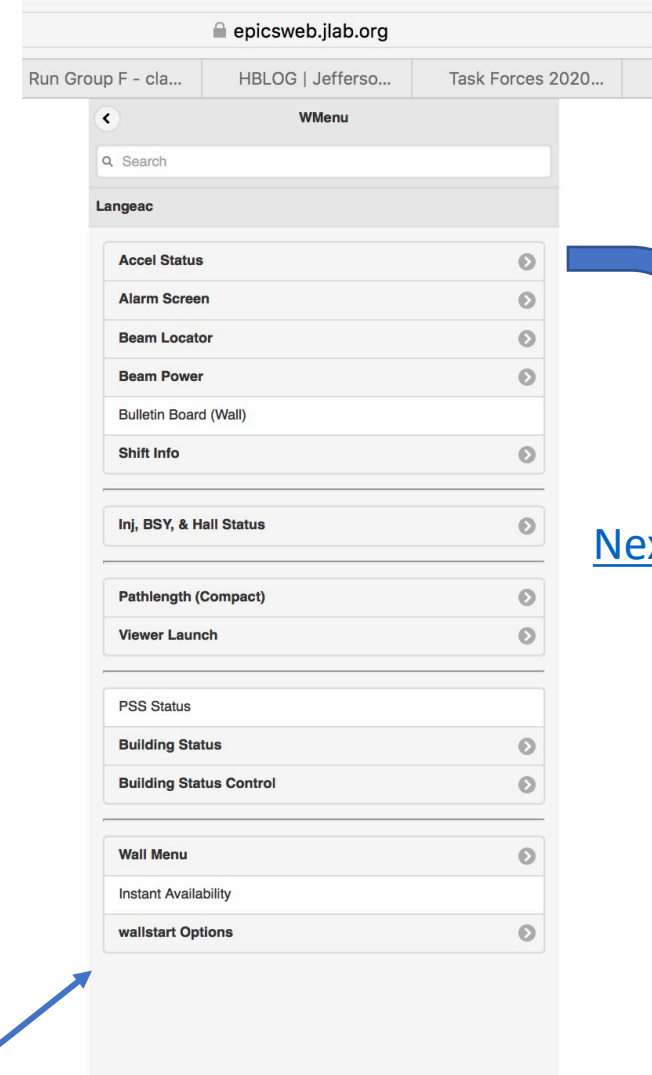 epicsweb.jlab.org
Run Group F - cla... HBLOG | Jefferso... Task Forces 2020...
WMenu
Search
Langeac
Accel Status
Alarm Screen
Beam Locator
Beam Power
Bulletin Board (Wall)
Shift Info
Inj, BSY, & Hall Status
Pathlength (Compact)
Viewer Launch
PSS Status
Building Status
Building Status Control
Wall Menu
Instant Availability
wallstart Options